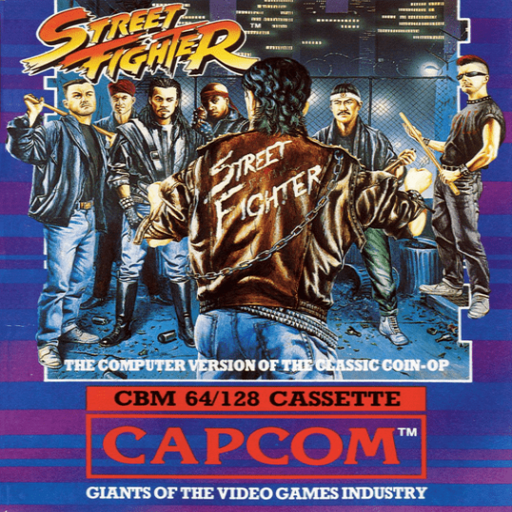 STREET
FIGHTER
TM
STREET
FIGHTER
THE COMPUTER VERSION OF THE CLASSIC COIN-OP
CBM 64/128 CASSETTE
CAPCOM™
GIANTS OF THE VIDEO GAMES INDUSTRY